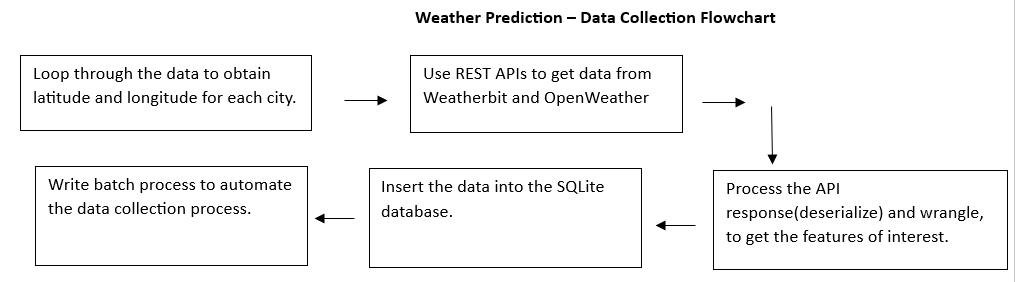 Weather Prediction – Data Collection Flowchart
Loop through the data to obtain
latitude and longitude for each city.
Use REST APIs to get data from
Weatherbit and OpenWeather
Process the API
response(deserialize) and wrangle,
to get the features of interest.
Insert the data into the SQLite
database.
Write batch process to automate
the data collection process.